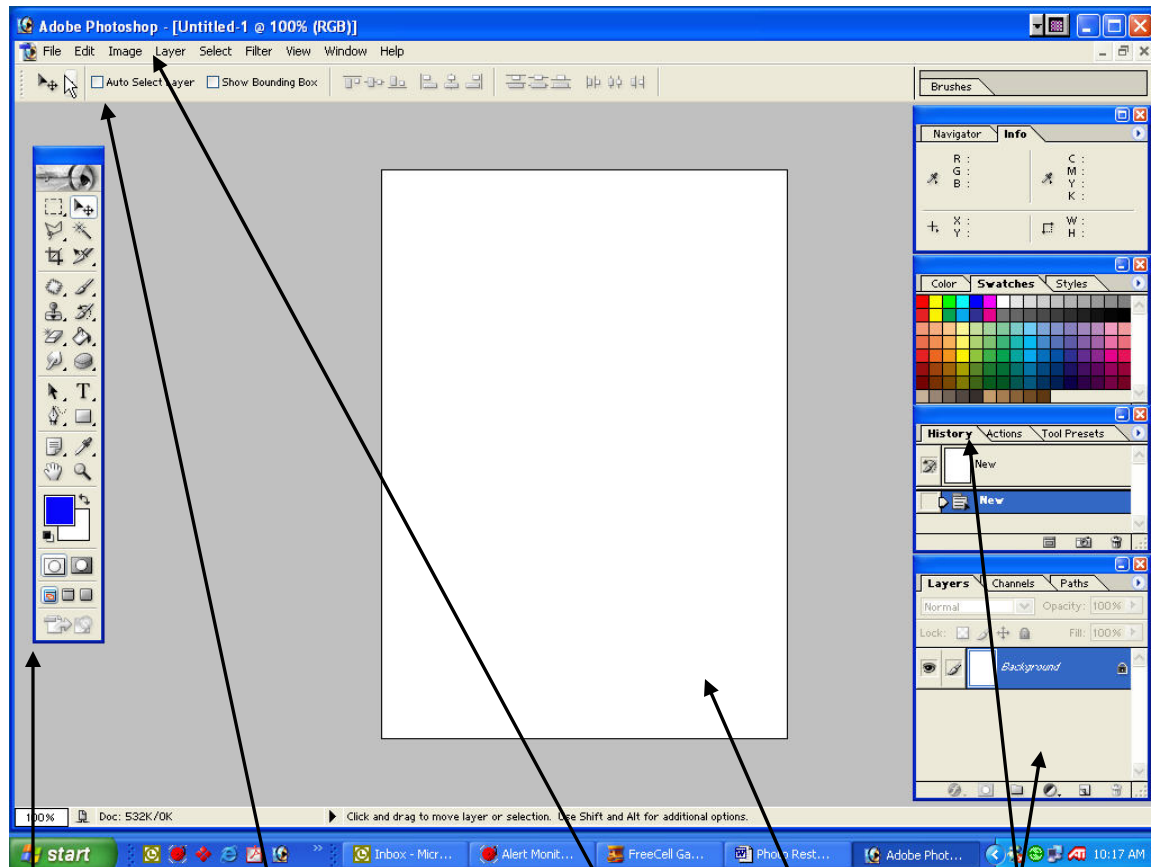 Adobe Photoshop - [Untitled-1 @ 100% (RGB)]
File Edit Image Layer Select Filter View Window Help
Auto Select Layer Show Bounding Box
Brushes
Navigator Info
R : C :
G : M :
B : Y :
K :
X : W :
Y : H :
Color Swatches Styles
T
History Actions Tool Presets
New
New
Layers Channels Paths
Normal Opacity: 100%
Lock: Fill: 100%
Background
100% Doc: 532K/0K Click and drag to move layer or selection. Use Shift and Alt for additional options.
start Inbox - Micr... Alert Monit... FreeCell Ga... Photo Rest... Adobe Phot... 10:17 AM